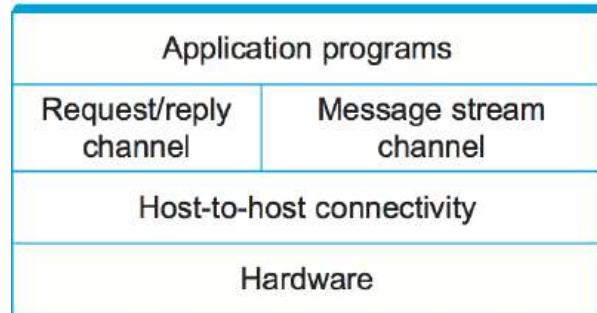 Application programs
Request/reply
channel
Message stream
channel
Host-to-host connectivity
Hardware